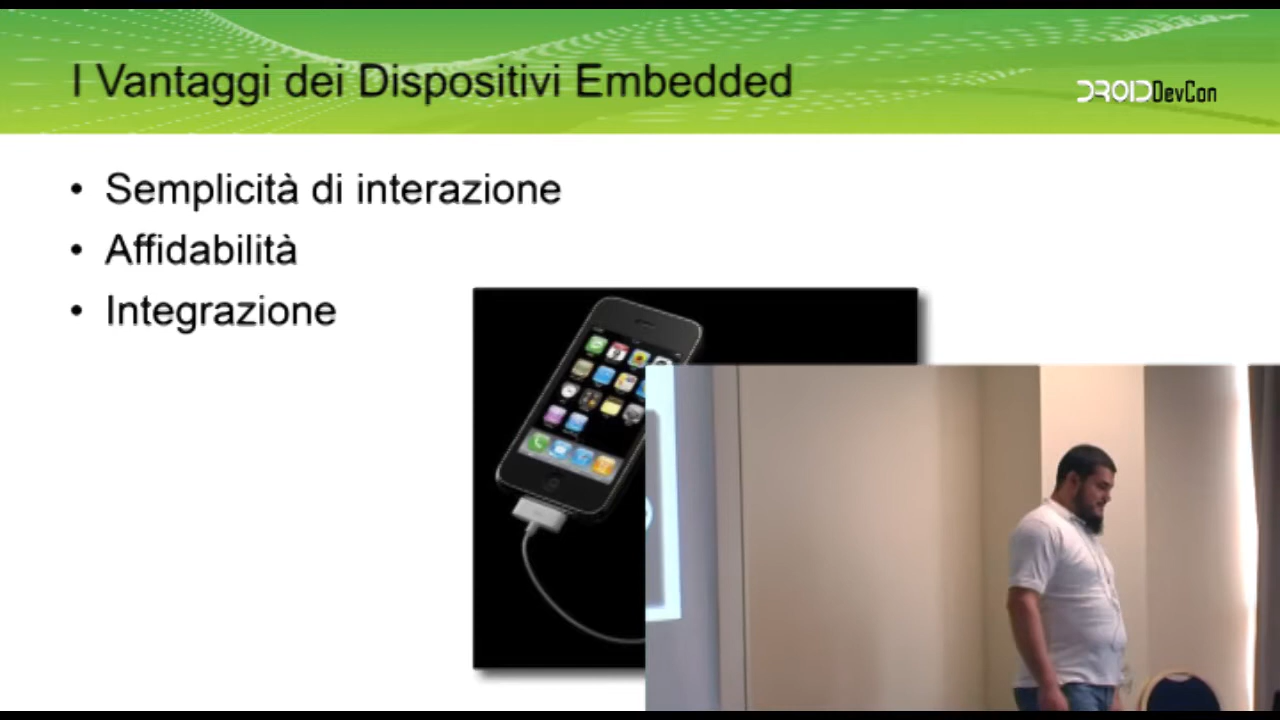 I Vantaggi dei Dispositivi Embedded
DROIDDevCon
• Semplicità di interazione
• Affidabilità
• Integrazione